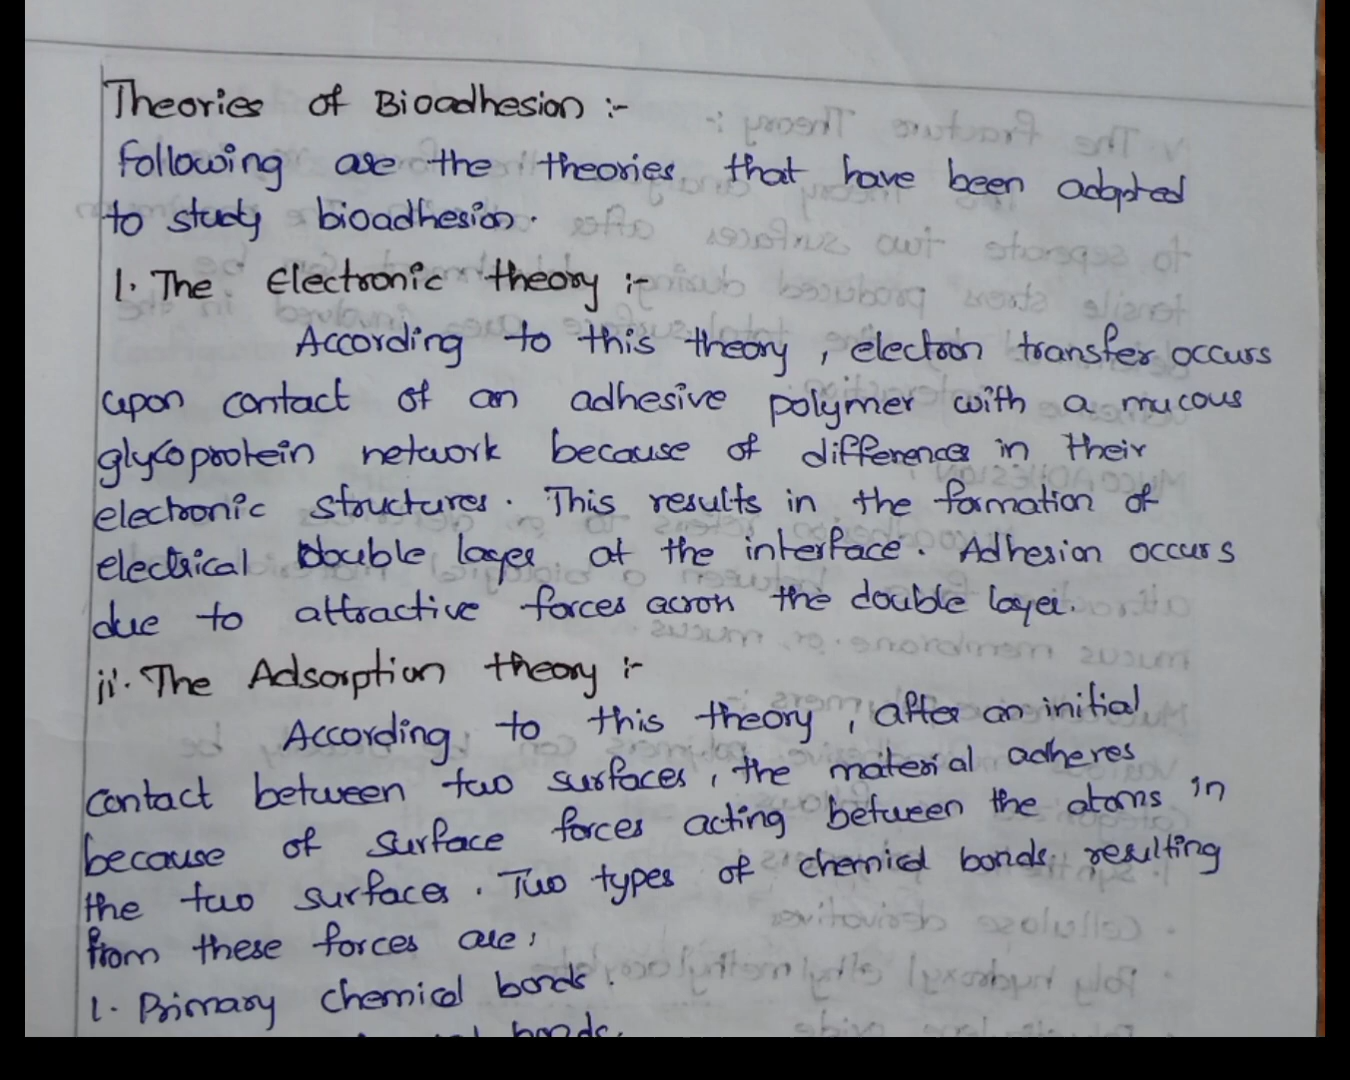 Theories of Bioadhesion :-
following are the theories that have been adopted
to study bioadhesion.
1. The Electronic theory :-
According to this theory, electron transfer occurs
upon contact of an adhesive polymer with a mucous
glycoprotein network because of differences in their
electronic structures. This results in the formation of
electrical double layer at the interface. Adhesion occurs
due to attractive forces across the double layer.
ii. The Adsorption theory :-
According to this theory, after an initial
contact between two surfaces, the material adheres
because of surface forces acting between the atoms in
the two surfaces. Two types of chemical bonds resulting
from these forces are:
1. Primary chemical bonds.
bonds.